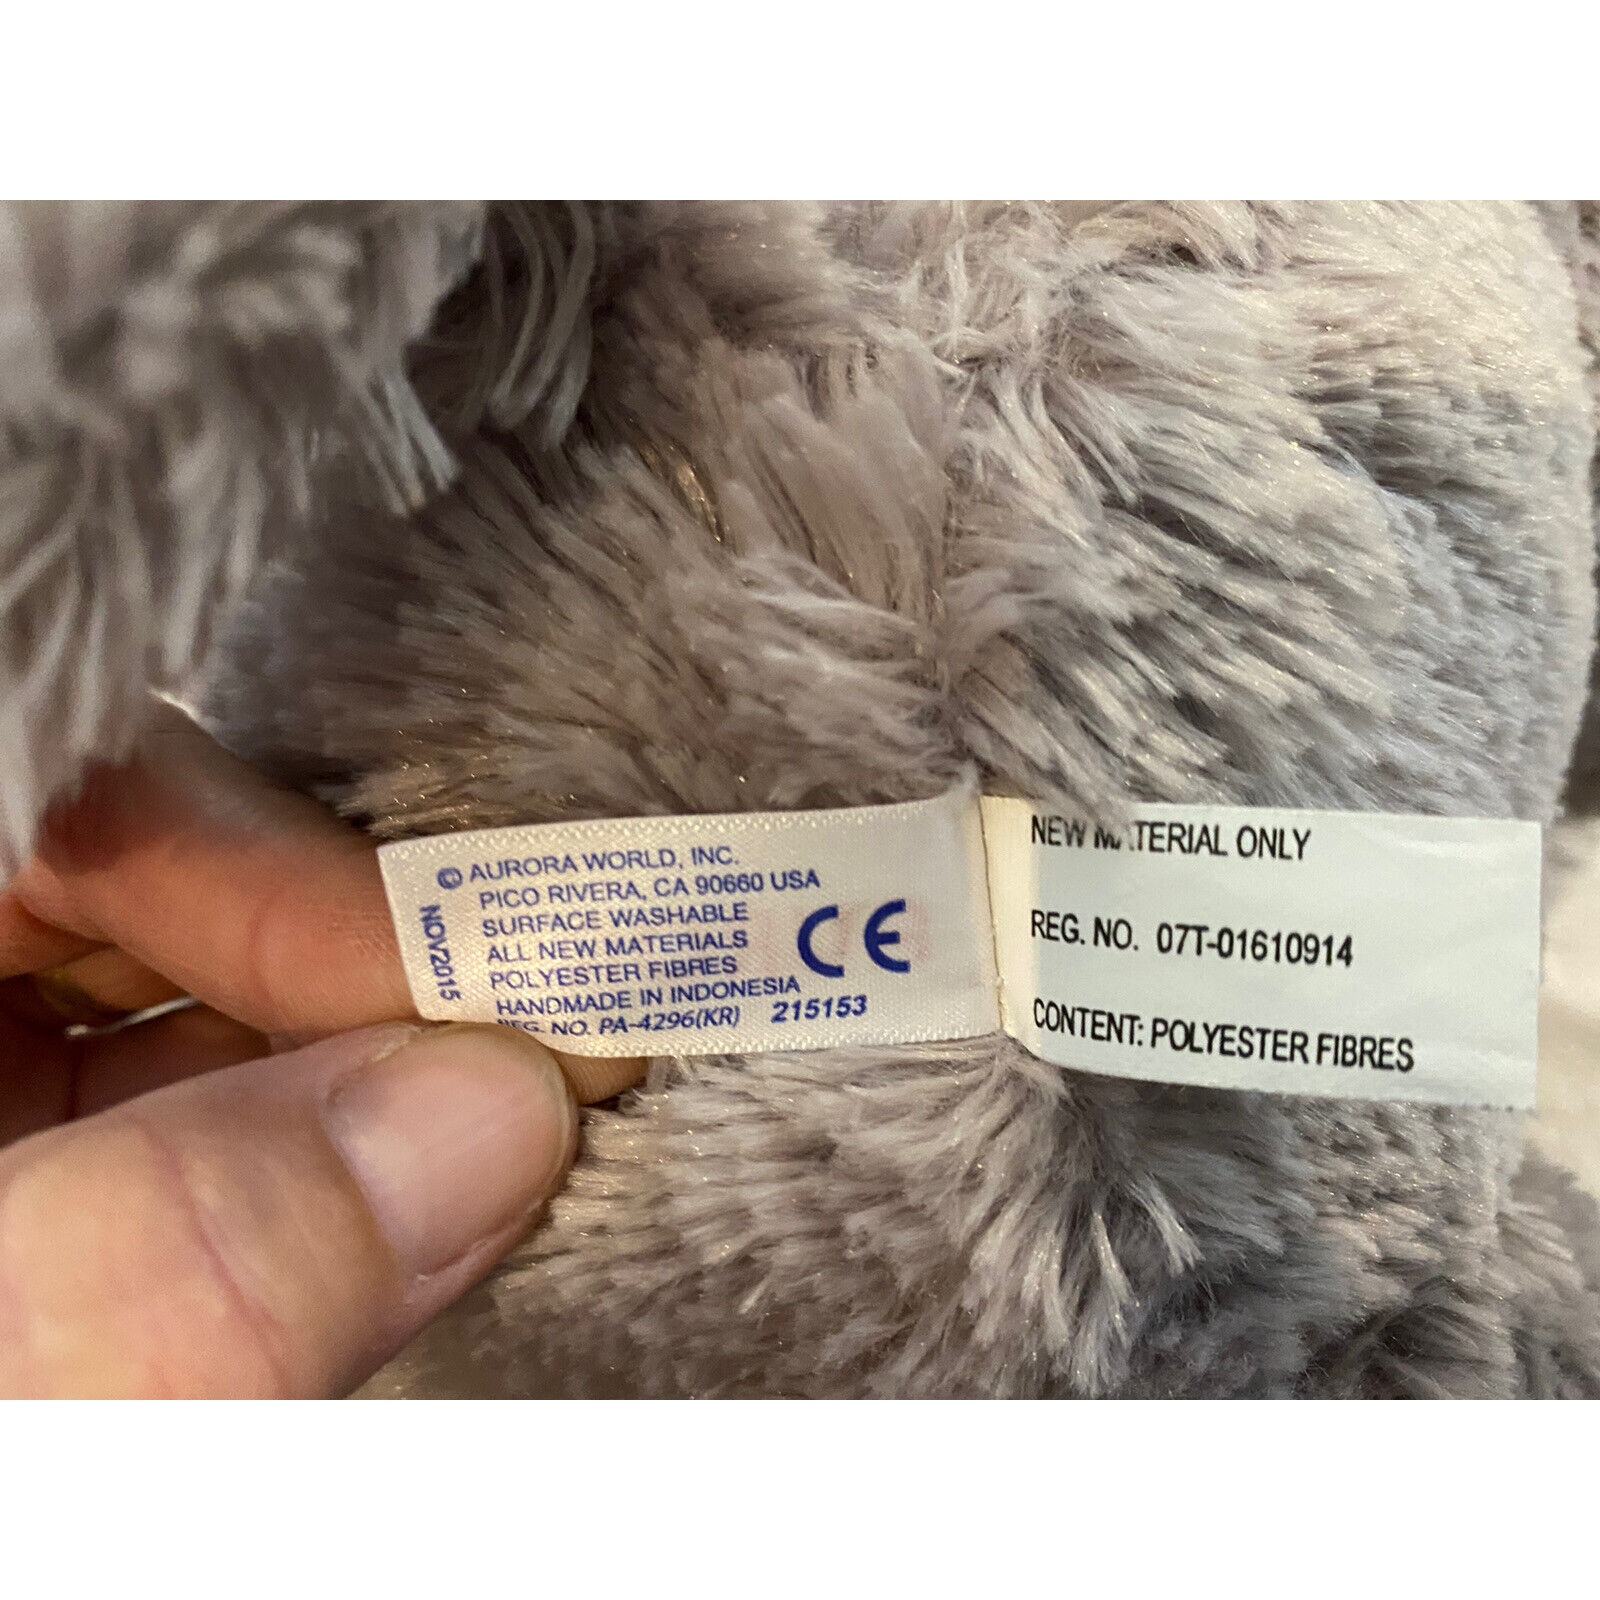 © AURORA WORLD, INC.
PICO RIVERA, CA 90660 USA
SURFACE WASHABLE
ALL NEW MATERIALS
POLYESTER FIBRES
HANDMADE IN INDONESIA
REG. NO. PA-4296(KR) 215153
NOV2015
CE
NEW MATERIAL ONLY
REG. NO. 07T-01610914
CONTENT: POLYESTER FIBRES